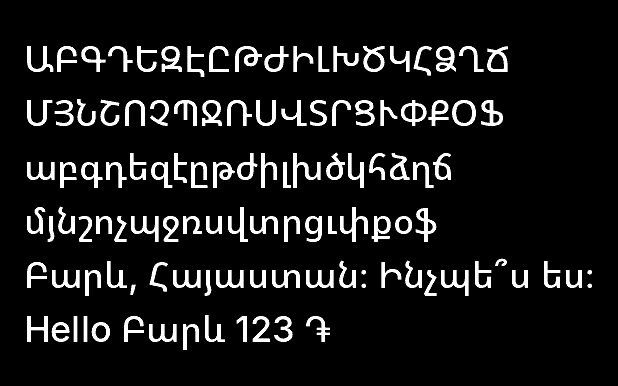 ԱԲԳԴԵԶԷԸԹԺԻԼԽԾԿՀՁՂՃ
ՄՅՆՇՈՉՊՋՌՍՎՏՐՑՒՓՔՕՖ
աբգդեզէըթժիլխծկհձղճ
մյնշոչպջռսվտրցւփքօֆ
Բարև, Հայաստան։ Ինչպե՞ս ես։
Hello Բարև 123 ֏